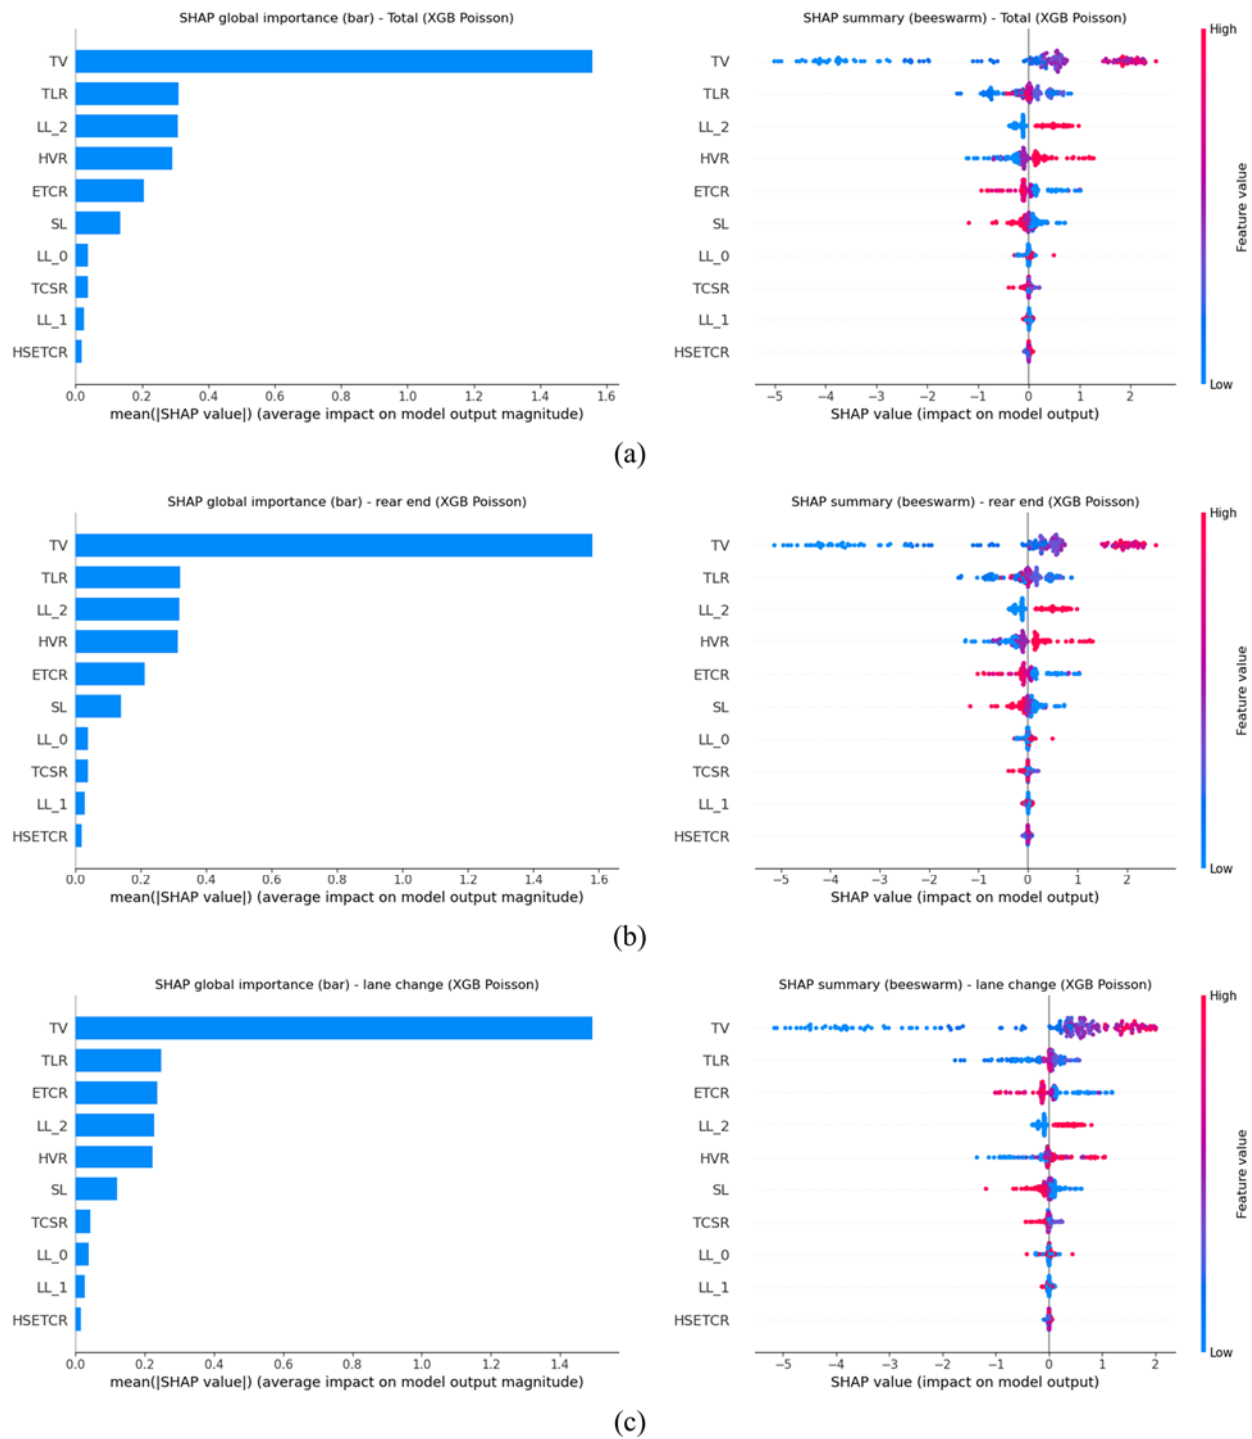 SHAP global importance (bar) - Total (XGB Poisson)
TV
TLR
LL_2
HVR
ETCR
SL
LL_0
TCSR
LL_1
HSETCR
0.0 0.2 0.4 0.6 0.8 1.0 1.2 1.4 1.6
mean(|SHAP value|) (average impact on model output magnitude)
SHAP summary (beeswarm) - Total (XGB Poisson)
High
TV
TLR
LL_2
HVR
ETCR
SL
LL_0
TCSR
LL_1
HSETCR
Low
Feature value
−5 −4 −3 −2 −1 0 1 2
SHAP value (impact on model output)
(a)
SHAP global importance (bar) - rear end (XGB Poisson)
TV
TLR
LL_2
HVR
ETCR
SL
LL_0
TCSR
LL_1
HSETCR
0.0 0.2 0.4 0.6 0.8 1.0 1.2 1.4 1.6
mean(|SHAP value|) (average impact on model output magnitude)
SHAP summary (beeswarm) - rear end (XGB Poisson)
High
TV
TLR
LL_2
HVR
ETCR
SL
LL_0
TCSR
LL_1
HSETCR
Low
Feature value
−5 −4 −3 −2 −1 0 1 2
SHAP value (impact on model output)
(b)
SHAP global importance (bar) - lane change (XGB Poisson)
TV
TLR
ETCR
LL_2
HVR
SL
TCSR
LL_0
LL_1
HSETCR
0.0 0.2 0.4 0.6 0.8 1.0 1.2 1.4
mean(|SHAP value|) (average impact on model output magnitude)
SHAP summary (beeswarm) - lane change (XGB Poisson)
High
TV
TLR
ETCR
LL_2
HVR
SL
TCSR
LL_0
LL_1
HSETCR
Low
Feature value
−5 −4 −3 −2 −1 0 1 2
SHAP value (impact on model output)
(c)